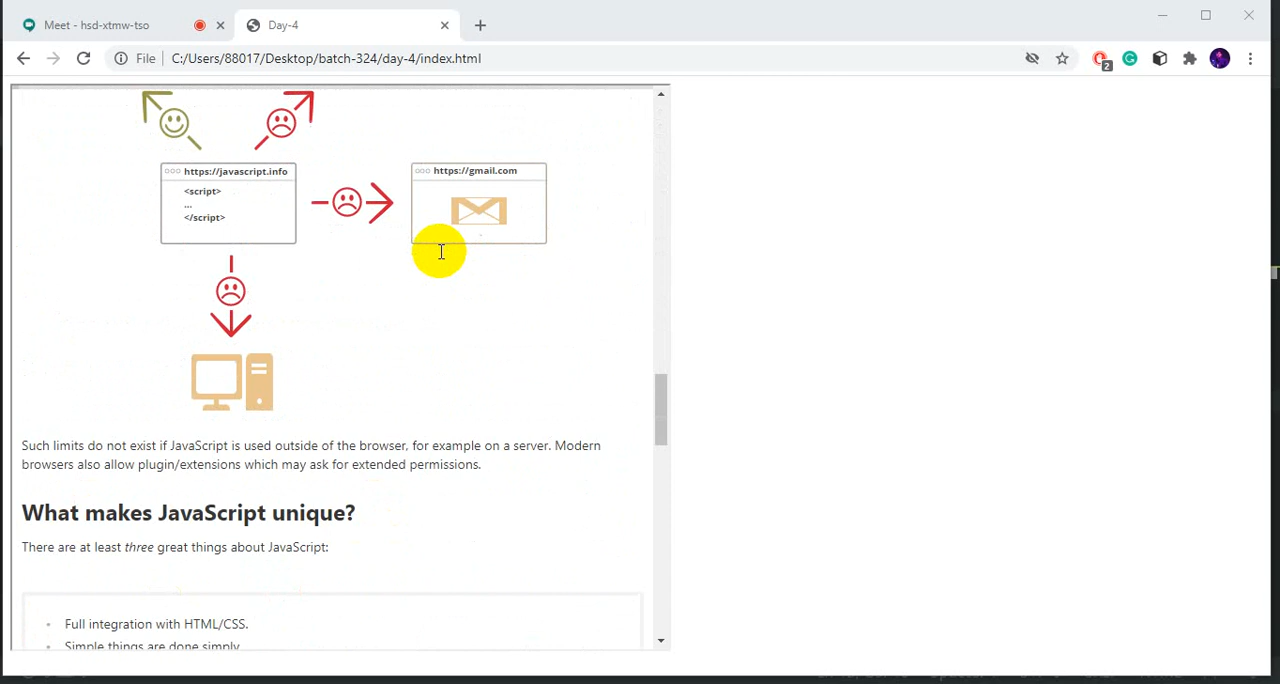 Meet - hsd-xtmw-tso
Day-4
File
C:/Users/88017/Desktop/batch-324/day-4/index.html
2
https://javascript.info
<script>
...
</script>
https://gmail.com
Such limits do not exist if JavaScript is used outside of the browser, for example on a server. Modern
browsers also allow plugin/extensions which may ask for extended permissions.
What makes JavaScript unique?
There are at least three great things about JavaScript:
Full integration with HTML/CSS.
Simple things are done simply